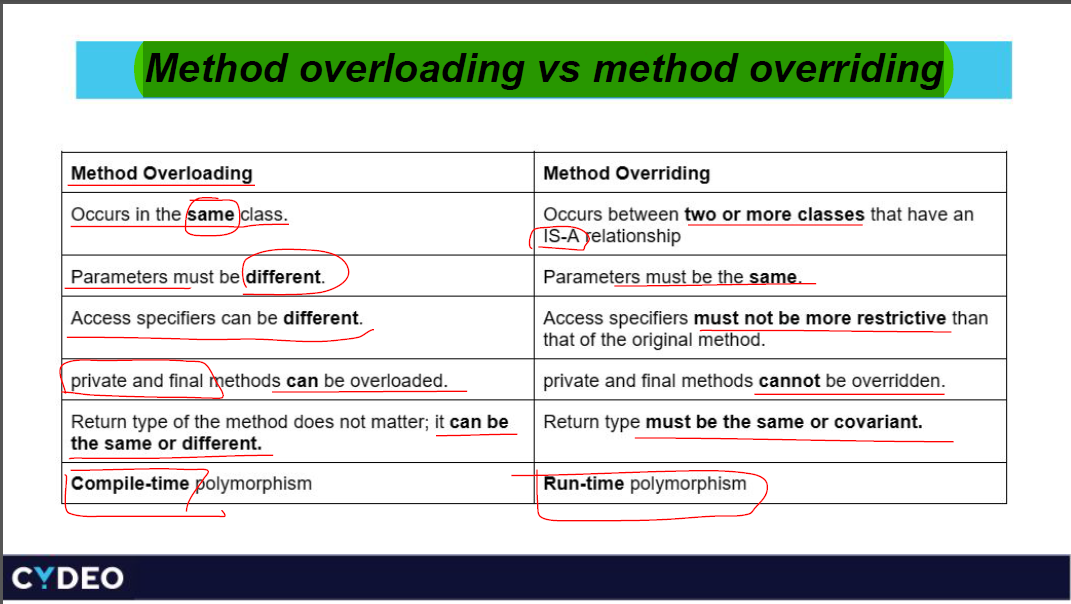 Method overloading vs method overriding
Method Overloading
Method Overriding
Occurs in the same class.
Occurs between two or more classes that have an
IS-A relationship
Parameters must be different.
Parameters must be the same.
Access specifiers can be different.
Access specifiers must not be more restrictive than
that of the original method.
private and final methods can be overloaded.
private and final methods cannot be overridden.
Return type of the method does not matter; it can be
the same or different.
Return type must be the same or covariant.
Compile-time polymorphism
Run-time polymorphism
CYDEO